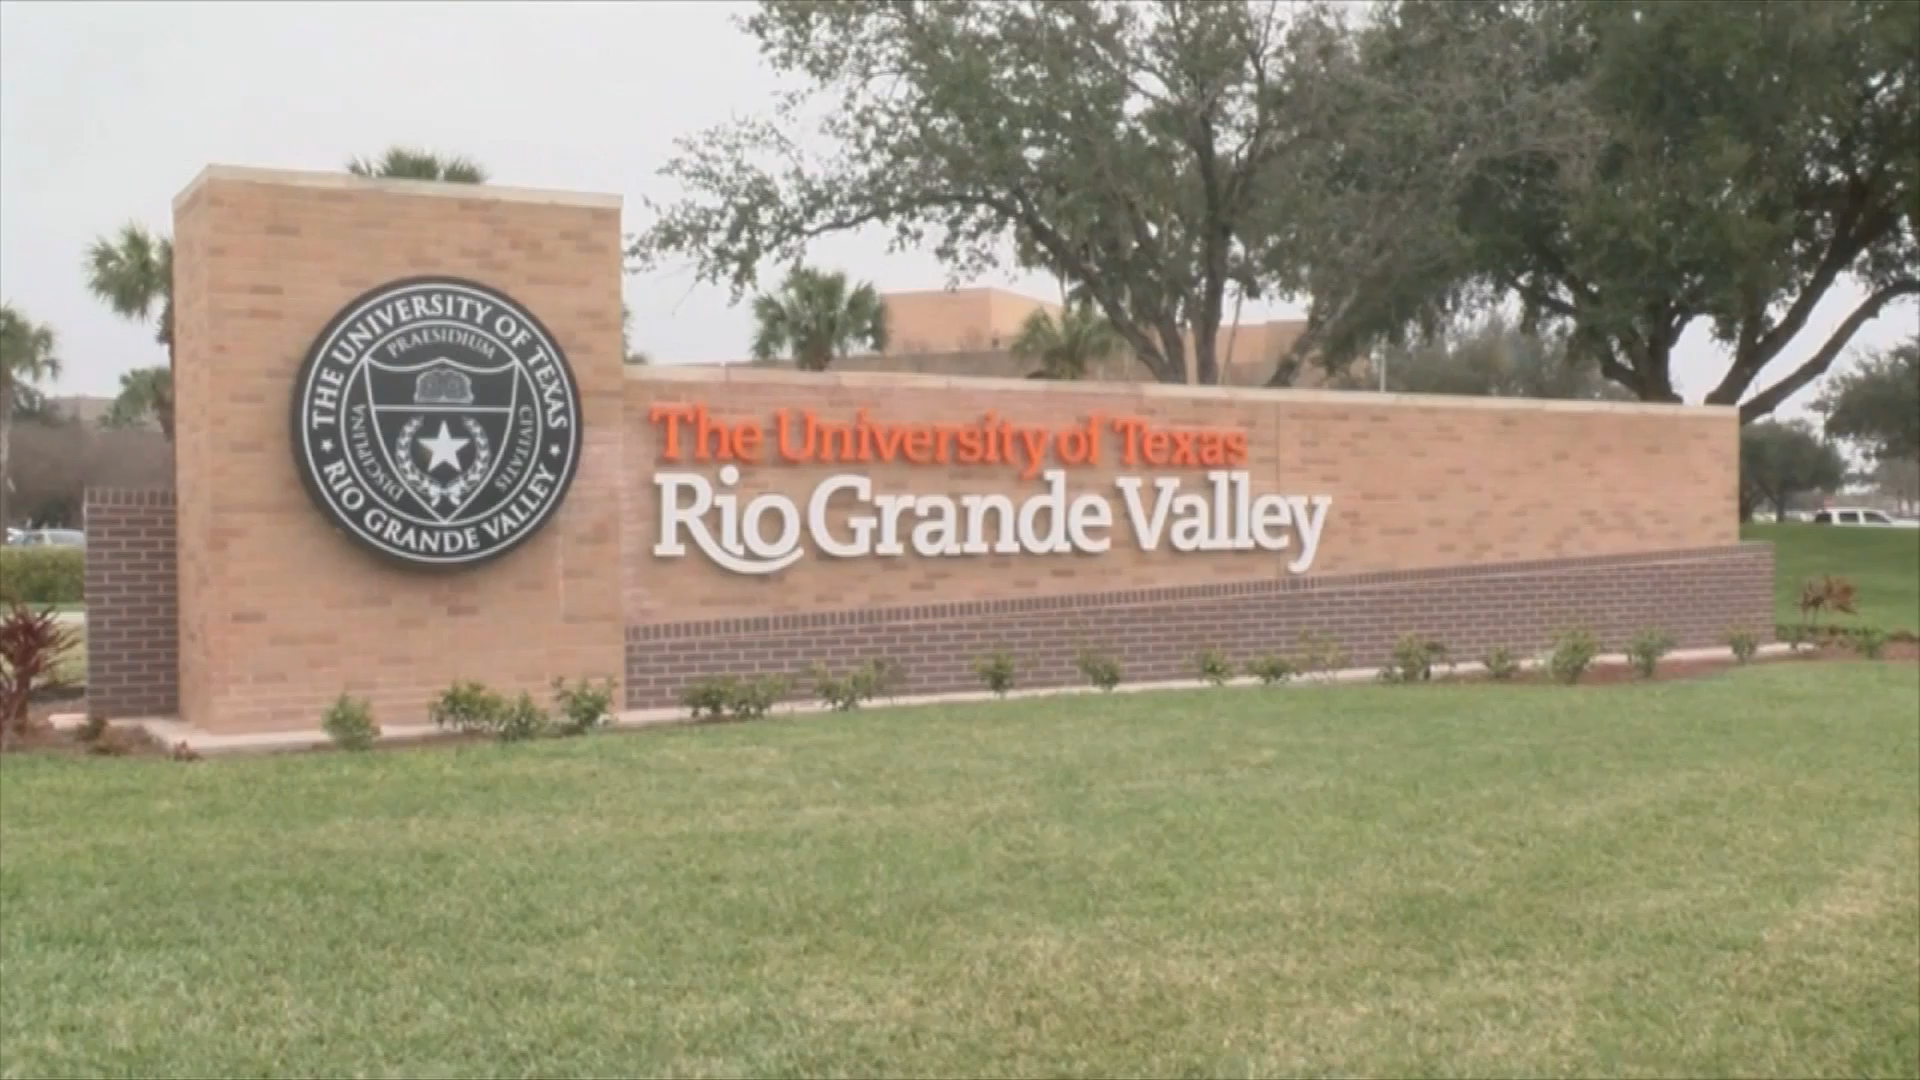 THE UNIVERSITY OF TEXAS
RIO GRANDE VALLEY
PRAESIDIUM
CIVITATIS
DISCIPLINA
The University of Texas
Rio Grande Valley